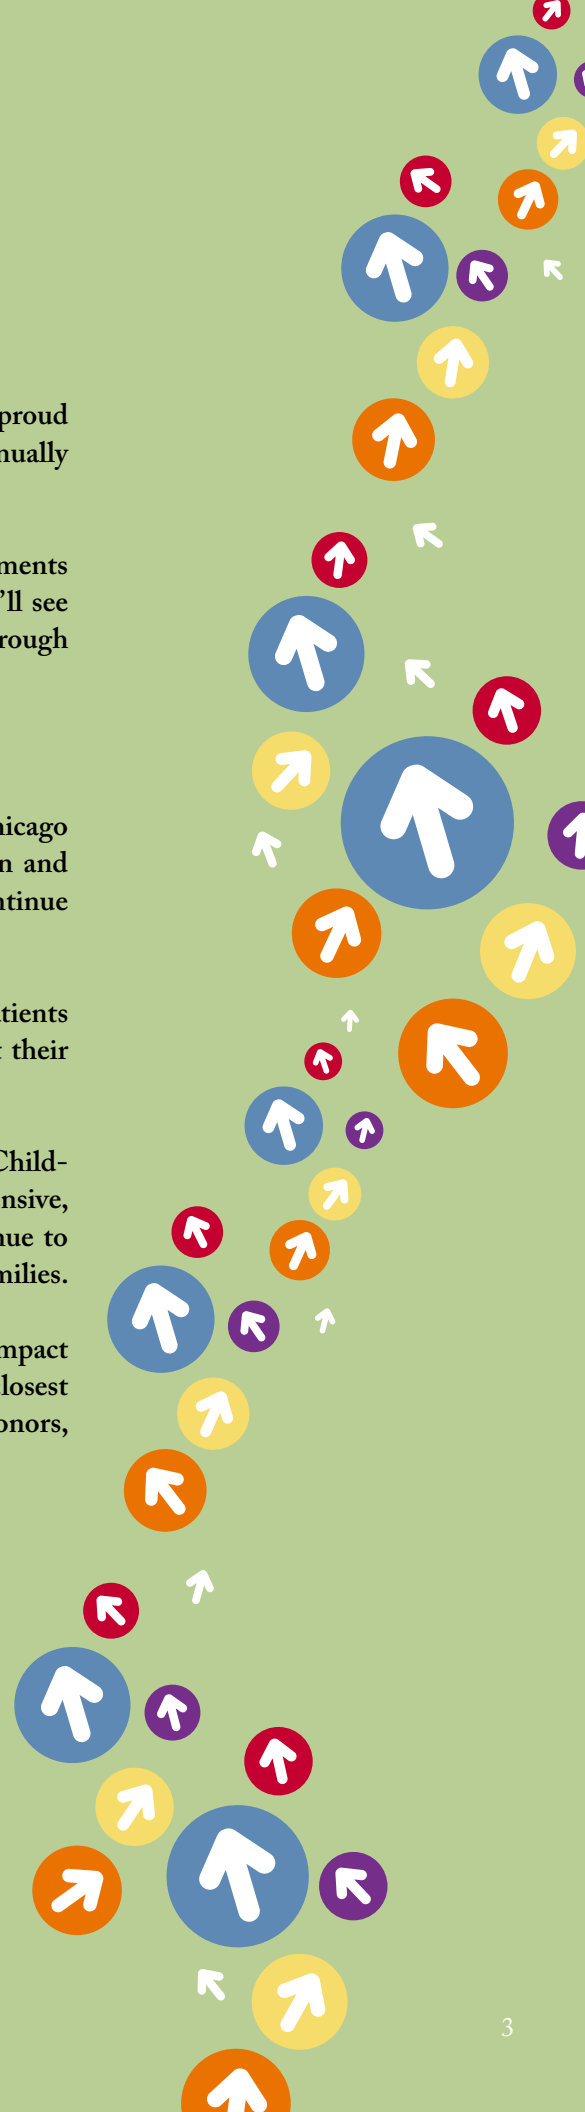 proud
nually
ments
'll see
rough
nicago
n and
ntinue
tients
t their
Child-
nsive,
nue to
milies.
mpact
losest
onors,
3